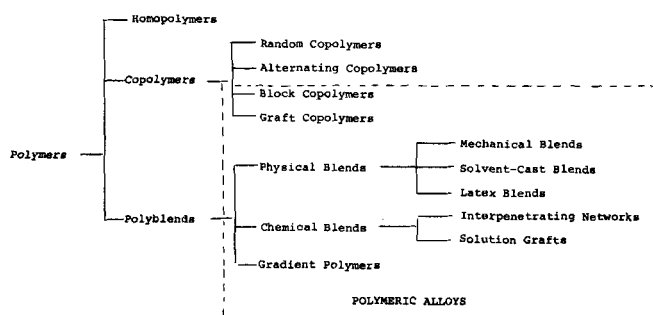 Homopolymers
Random Copolymers
Alternating Copolymers
Copolymers
Block Copolymers
Graft Copolymers
Polymers
Mechanical Blends
Physical Blends
Solvent-Cast Blends
Latex Blends
Polyblends
Interpenetrating Networks
Chemical Blends
Solution Grafts
Gradient Polymers
POLYMERIC ALLOYS